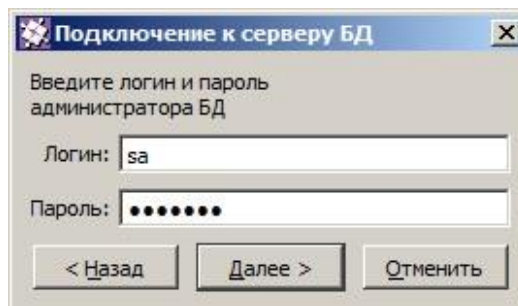 Подключение к серверу БД
Введите логин и пароль
администратора БД
Логин: sa
Пароль: •••••••
< Назад Далее > Отменить